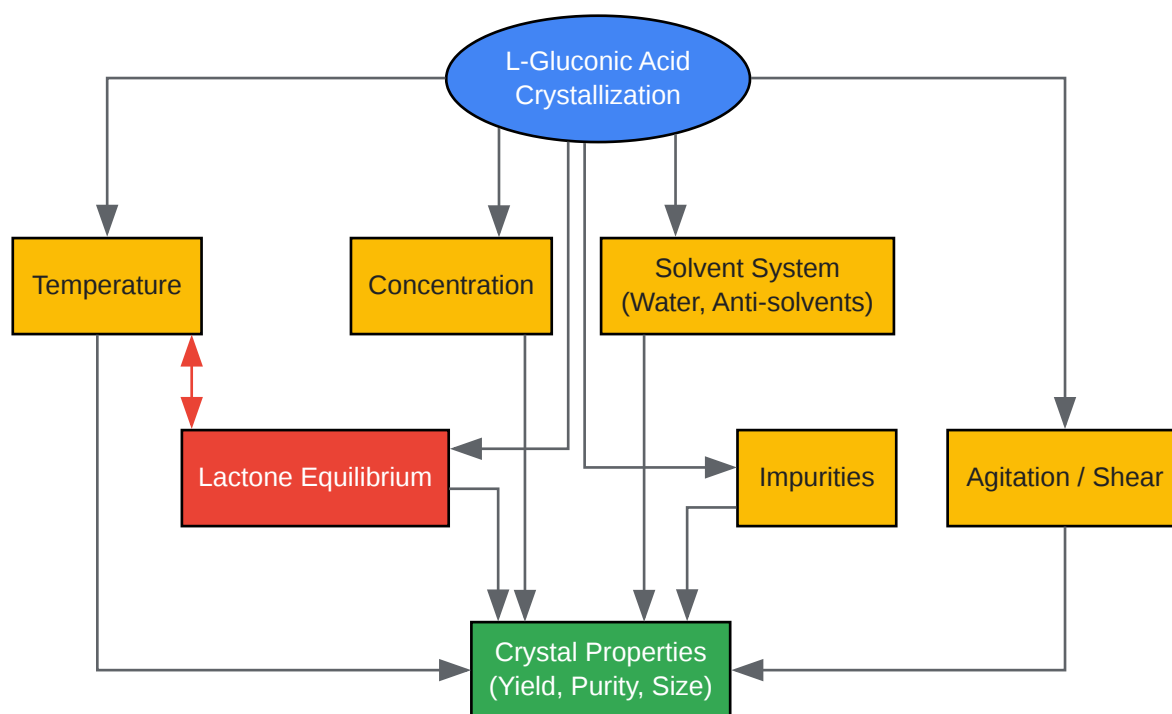 L-Gluconic Acid
Crystallization
Temperature
Concentration
Solvent System
(Water, Anti-solvents)
Lactone Equilibrium
Impurities
Agitation / Shear
Crystal Properties
(Yield, Purity, Size)